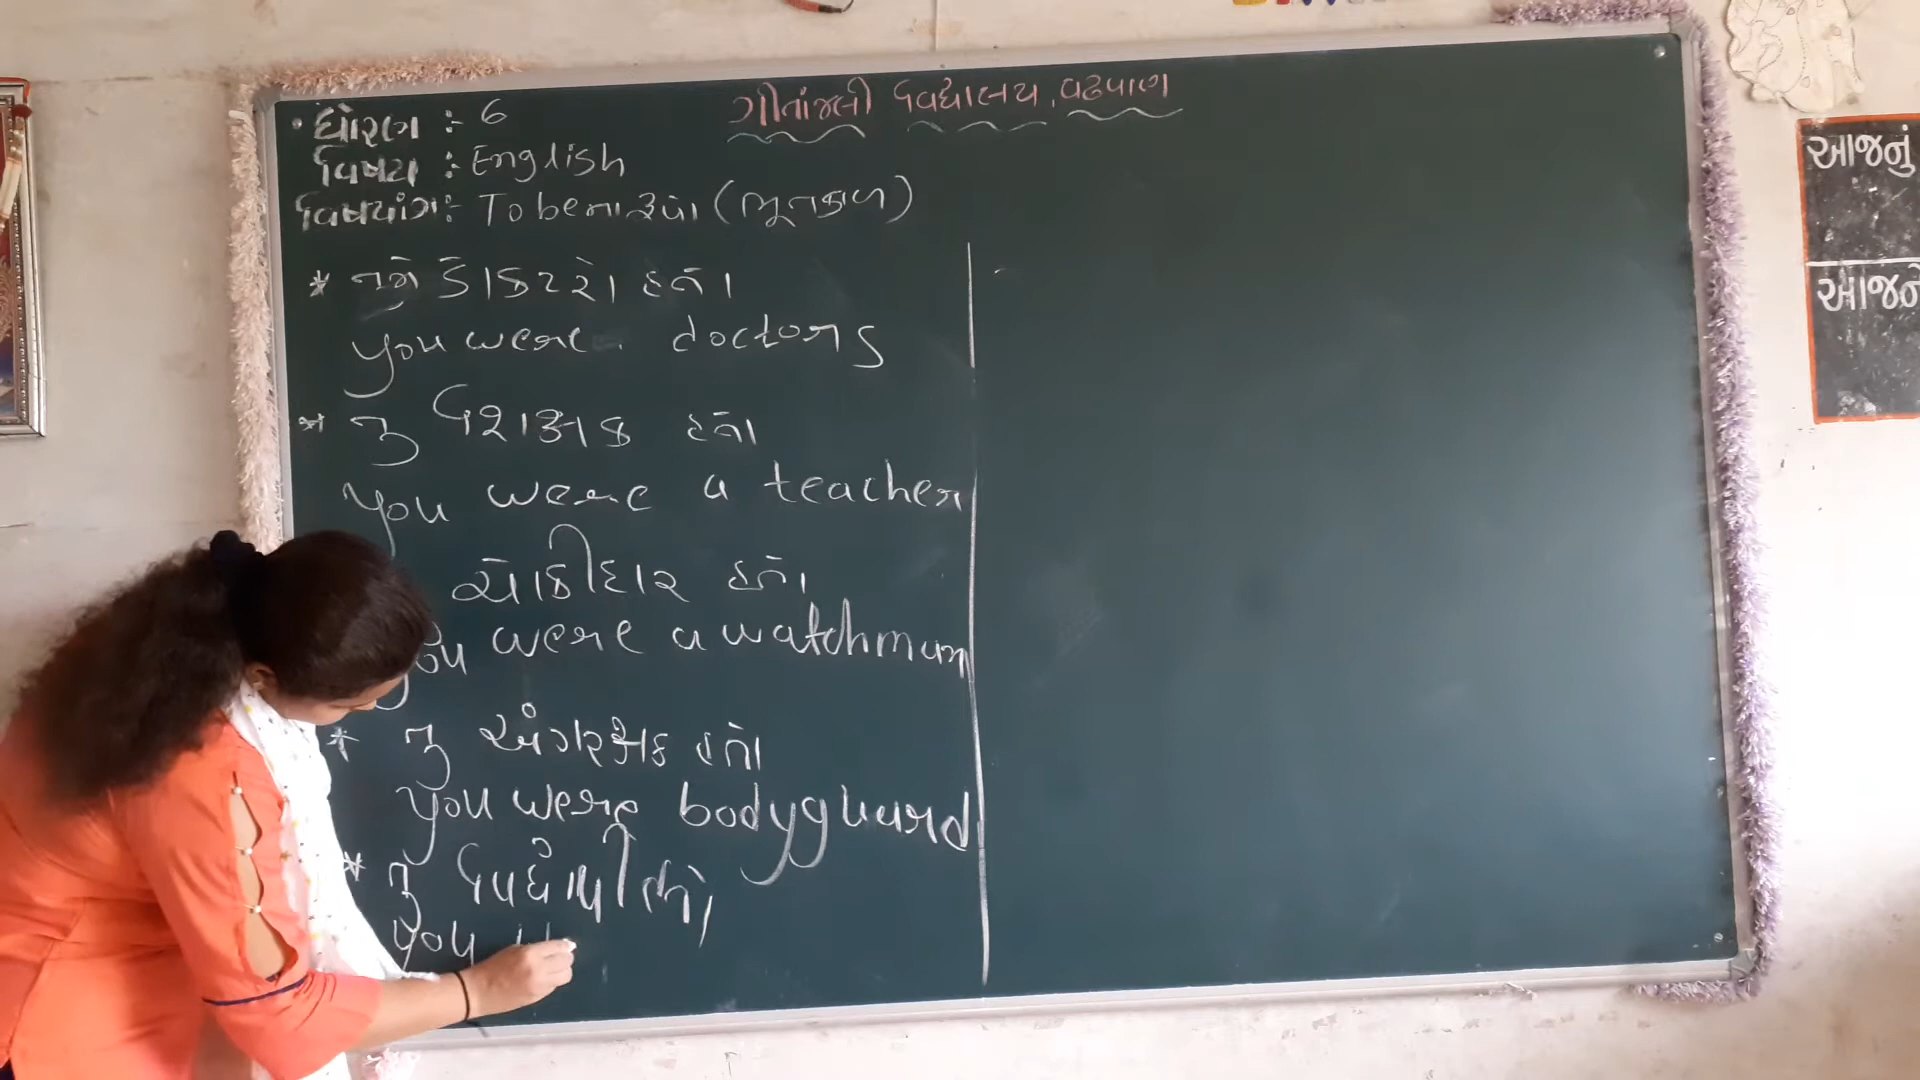 ગીતાંજલી વિદ્યાલય, વઢવાણ
ધોરણ :- 6
વિષય :- English
વિષયાંગ :- To be ના રૂપો (ભૂતકાળ)
* તમે ડોકટરો હતા
you were doctors
* તુ શિક્ષક હતો
you were a teacher
ચોકીદાર હતો
you were a watchman
* તુ અંગરક્ષક હતો
you were bodyguard
* તુ વિદ્યાર્થી હતો
you
આજનું
આજનો